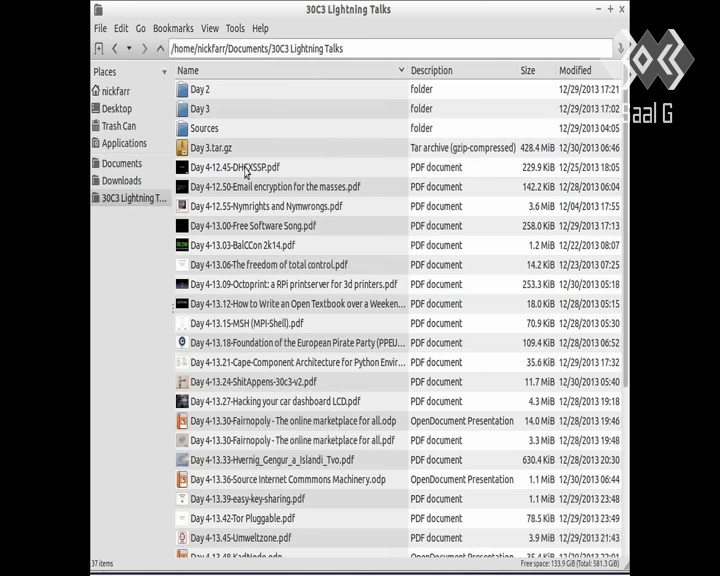 30C3 Lightning Talks
File Edit Go Bookmarks View Tools Help
/home/nickfarr/Documents/30C3 Lightning Talks
Places Name Description Size Modified
nickfarr
Desktop
Trash Can
Applications
Documents
Downloads
30C3 Lightning T...
Day 2 folder 12/29/2013 17:21
Day 3 folder 12/29/2013 17:23
Sources folder 12/29/2013 04:05
Day 3.tar.gz Tar archive (gzip-compressed) 428.4 MiB 12/30/2013 06:46
Day 4-12.45- PDF document 229.9 KiB 12/25/2013 18:05
Day 4-12.50-Email encryption for the masses.pdf PDF document 142.2 KiB 12/28/2013 06:04
Day 4-12.55-Nymrights and Nymwrongs.pdf PDF document 3.6 MiB 12/04/2013 17:55
Day 4-13.00-Free Software Song.pdf PDF document 258.0 KiB 12/29/2013 17:13
Day 4-13.03-BalCCon 2k14.pdf PDF document 1.2 MiB 12/22/2013 08:07
Day 4-13.06-The freedom of total control.pdf PDF document 14.2 KiB 12/23/2013 07:25
Day 4-13.09-Octoprint: a RPi printserver for 3d printers.pdf PDF document 253.3 KiB 12/30/2013 05:18
Day 4-13.12-How to Write an Open Textbook over a Weeken... PDF document 18.0 KiB 12/28/2013 05:15
Day 4-13.15-MSH (MPI-Shell).pdf PDF document 70.9 KiB 12/28/2013 05:30
Day 4-13.18-Foundation of the European Pirate Party (PPEU... PDF document 109.4 KiB 12/28/2013 06:52
Day 4-13.21-Cape-Component Architecture for Python Envir... PDF document 35.6 KiB 12/29/2013 17:32
Day 4-13.24-ShitAppens-30c3-v2.pdf PDF document 11.7 MiB 12/30/2013 05:40
Day 4-13.27-Hacking your car dashboard LCD.pdf PDF document 4.3 MiB 12/28/2013 19:18
Day 4-13.30-Fairnopoly - The online marketplace for all.odp OpenDocument Presentation 14.0 MiB 12/28/2013 19:46
Day 4-13.30-Fairnopoly - The online marketplace for all.pdf PDF document 3.3 MiB 12/28/2013 19:48
Day 4-13.33-Hvernig_Gengur_a_Islandi_Tvo.pdf PDF document 630.4 KiB 12/28/2013 20:30
Day 4-13.36-Source Internet Commons Machinery.odp OpenDocument Presentation 1.1 MiB 12/30/2013 06:44
Day 4-13.39-easy-key-sharing.pdf PDF document 1.1 MiB 12/29/2013 23:48
Day 4-13.42-Tor Pluggable.pdf PDF document 78.5 KiB 12/29/2013 23:49
Day 4-13.45-Umweltzone.pdf PDF document 3.9 MiB 12/29/2013 21:43
Day 4-13.48-KadNode.pdf PDF document 35.4 KiB 12/29/2013 22:01
37 items Free space: 133.9 GiB (Total: 581.3 GiB)
aal G